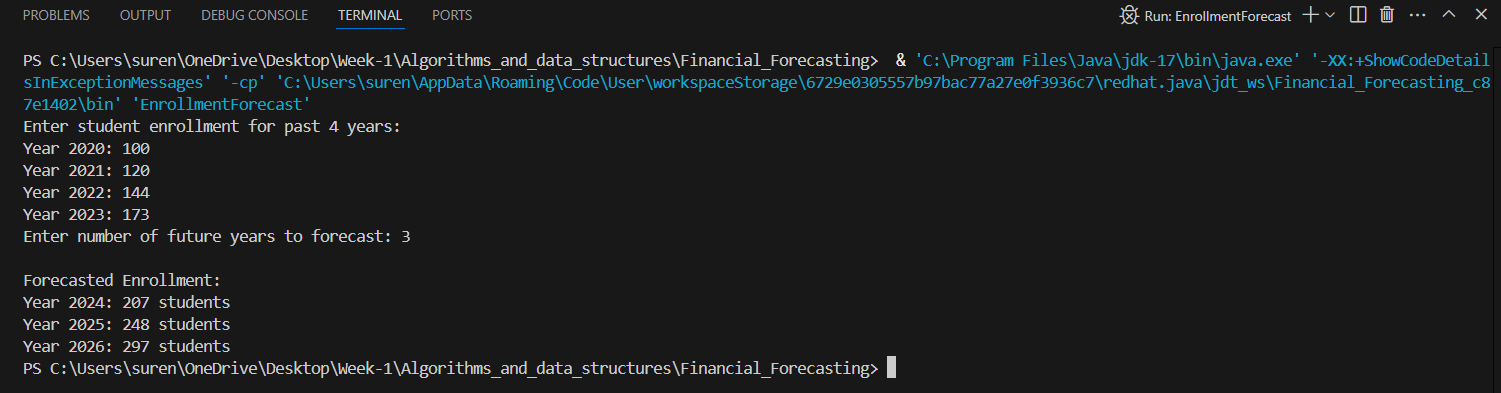 PROBLEMS OUTPUT DEBUG CONSOLE TERMINAL PORTS Run: EnrollmentForecast
PS C:\Users\suren\OneDrive\Desktop\Week-1\Algorithms_and_data_structures\Financial_Forecasting>  & 'C:\Program Files\Java\jdk-17\bin\java.exe' '-XX:+ShowCodeDetail
sInExceptionMessages' '-cp' 'C:\Users\suren\AppData\Roaming\Code\User\workspaceStorage\6729e0305557b97bac77a27e0f3936c7\redhat.java\jdt_ws\Financial_Forecasting_c8
7e1402\bin' 'EnrollmentForecast'
Enter student enrollment for past 4 years:
Year 2020: 100
Year 2021: 120
Year 2022: 144
Year 2023: 173
Enter number of future years to forecast: 3
Forecasted Enrollment:
Year 2024: 207 students
Year 2025: 248 students
Year 2026: 297 students
PS C:\Users\suren\OneDrive\Desktop\Week-1\Algorithms_and_data_structures\Financial_Forecasting>